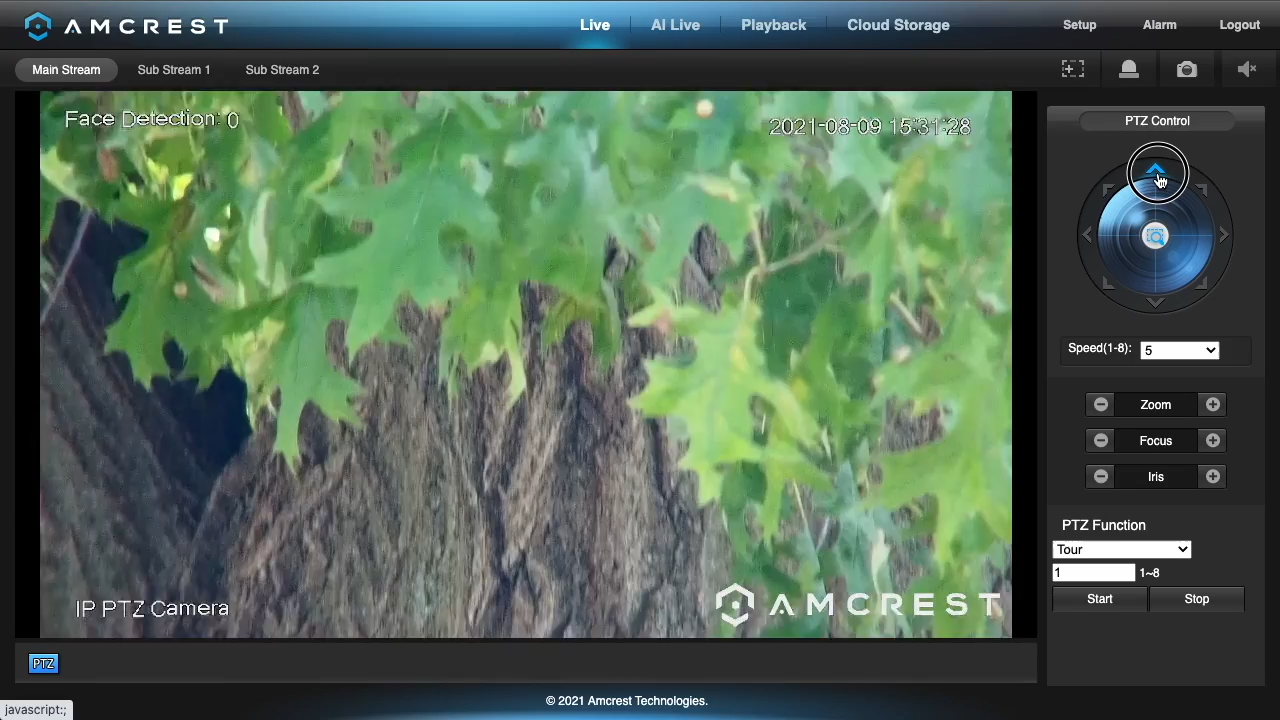 AMCREST
Live
AI Live
Playback
Cloud Storage
Setup
Alarm
Logout
Main Stream
Sub Stream 1
Sub Stream 2
Face Detection: 0
2021-08-09 15:31:28
PTZ Control
Speed(1-8):
5
Zoom
Focus
Iris
PTZ Function
Tour
1
1~8
Start
Stop
IP PTZ Camera
AMCREST
PTZ
© 2021 Amcrest Technologies.
javascript:;